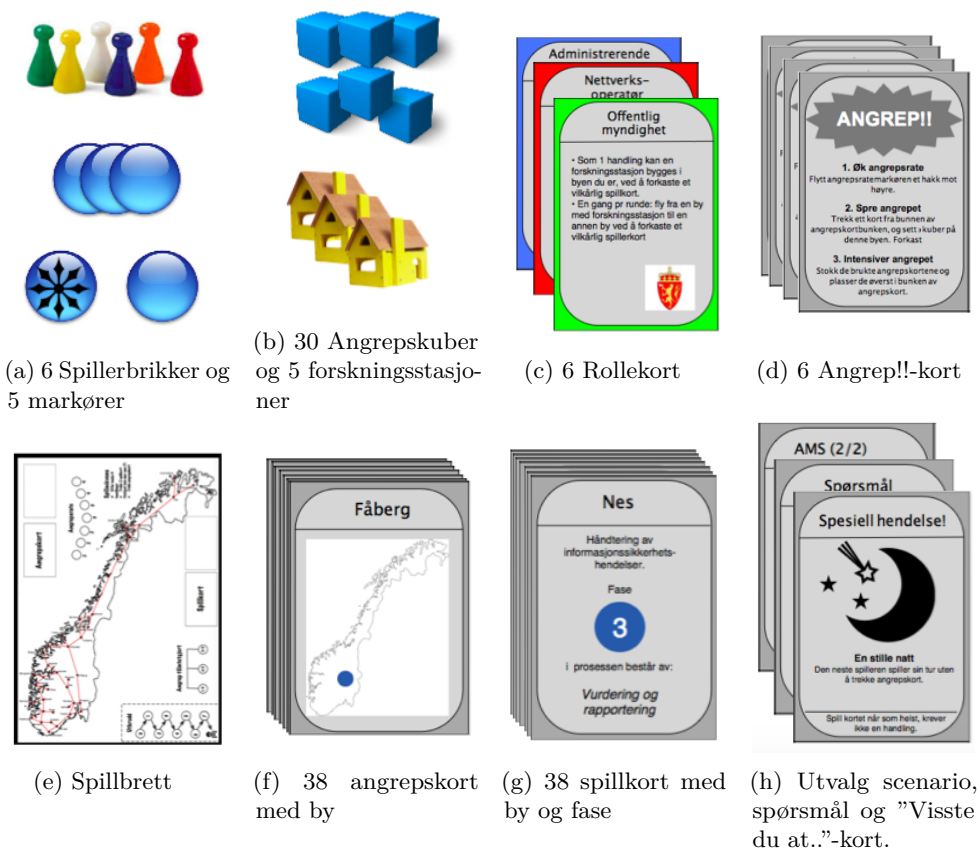 Administrerende
Nettverks-
operatør
Offentlig
myndighet
• Som 1 handling kan en
forskningsstasjon bygges i
byen du er, ved å forkaste et
vilkårlig spillkort.
• En gang pr runde: fly fra en by
med forskningsstasjon til en
annen by ved å forkaste et
vilkårlig spillerkort
ANGREP!!
1. Øk angrepsrate
Flytt angrepsratemarkøren et hakk mot
høyre.
2. Spre angrepet
Trekk ett kort fra bunnen av
angrepskortbunken, og sett kuber på
denne byen. Forkast
3. Intensiver angrepet
Stokk de brukte angrepskortene og
plasser de øverst i bunken av
angrepskort.
(a) 6 Spillerbrikker og
5 markører
(b) 30 Angrepskuber
og 5 forskningsstasjo-
ner
(c) 6 Rollekort
(d) 6 Angrep!!-kort
Angrepskort
Angrepsrate
Spillkort
Utbrudd
Fåberg
Nes
Håndtering av
informasjonssikkerhets-
hendelser.
Fase
3
i prosessen består av:
Vurdering og
rapportering
AMS (2/2)
Spørsmål
Spesiell hendelse!
En stille natt
Den neste spilleren spiller sin tur uten
å trekke angrepskort.
Spill kortet når som helst, krever
ikke en handling.
(e) Spillbrett
(f) 38 angrepskort
med by
(g) 38 spillkort med
by og fase
(h) Utvalg scenario,
spørsmål og ”Visste
du at..”-kort.